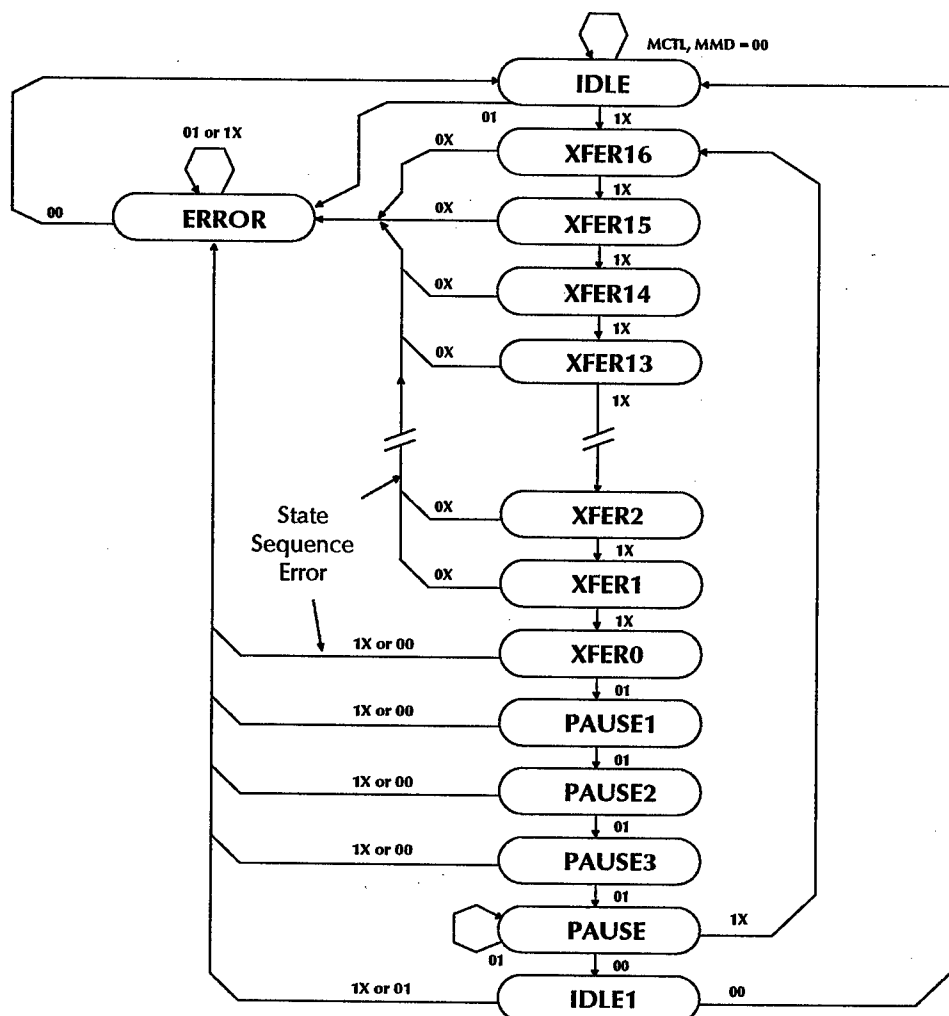 MCTL, MMD = 00
IDLE
01
1X
01 or 1X
0X
XFER16
1X
00
ERROR
0X
XFER15
1X
0X
XFER14
1X
0X
XFER13
1X
0X
XFER2
1X
State
Sequence
Error
0X
XFER1
1X
1X or 00
XFER0
01
1X or 00
PAUSE1
01
1X or 00
PAUSE2
01
1X or 00
PAUSE3
01
PAUSE
1X
01
00
1X or 01
IDLE1
00